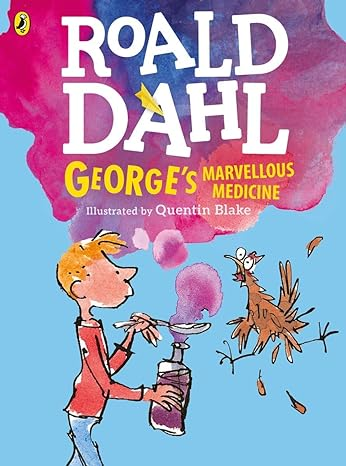 ROALD
DAHL
GEORGE'S MARVELLOUS
MEDICINE
Illustrated by Quentin Blake